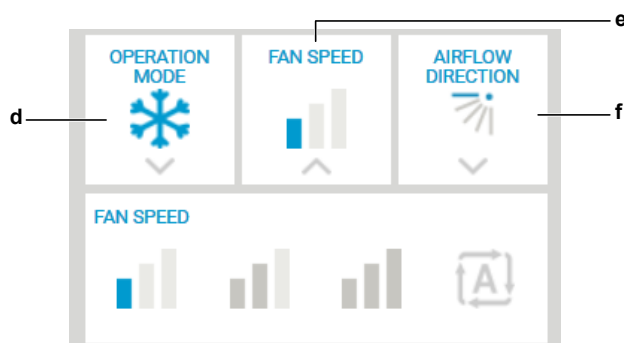 e
OPERATION
MODE
FAN SPEED
AIRFLOW
DIRECTION
d
f
FAN SPEED
A